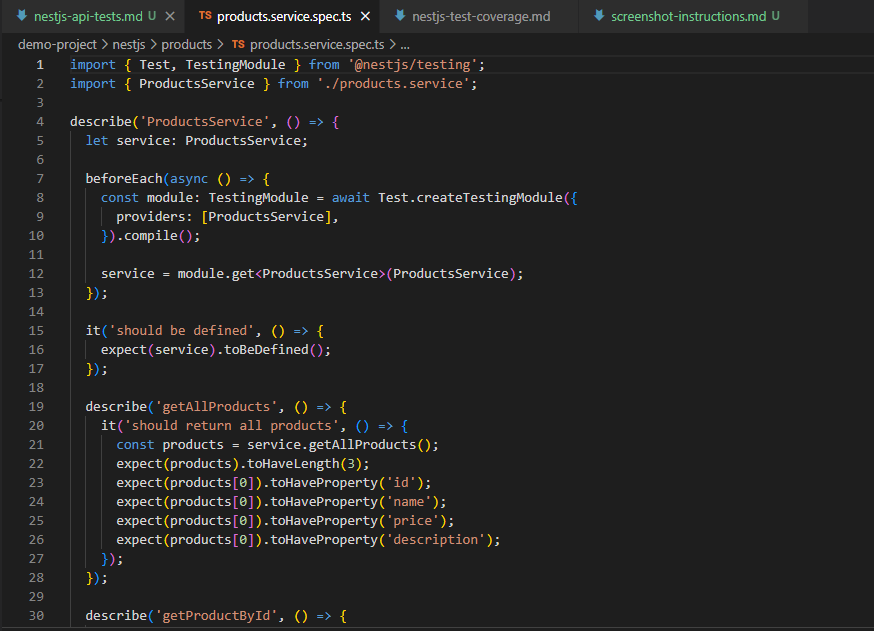 nestjs-api-tests.md U × TS products.service.spec.ts × nestjs-test-coverage.md screenshot-instructions.md U
demo-project > nestjs > products > TS products.service.spec.ts > ...
1 import { Test, TestingModule } from '@nestjs/testing';
2 import { ProductsService } from './products.service';
3
4 describe('ProductsService', () => {
5   let service: ProductsService;
6
7   beforeEach(async () => {
8     const module: TestingModule = await Test.createTestingModule({
9       providers: [ProductsService],
10     }).compile();
11
12     service = module.get<ProductsService>(ProductsService);
13   });
14
15   it('should be defined', () => {
16     expect(service).toBeDefined();
17   });
18
19   describe('getAllProducts', () => {
20     it('should return all products', () => {
21       const products = service.getAllProducts();
22       expect(products).toHaveLength(3);
23       expect(products[0]).toHaveProperty('id');
24       expect(products[0]).toHaveProperty('name');
25       expect(products[0]).toHaveProperty('price');
26       expect(products[0]).toHaveProperty('description');
27     });
28   });
29
30   describe('getProductById', () => {